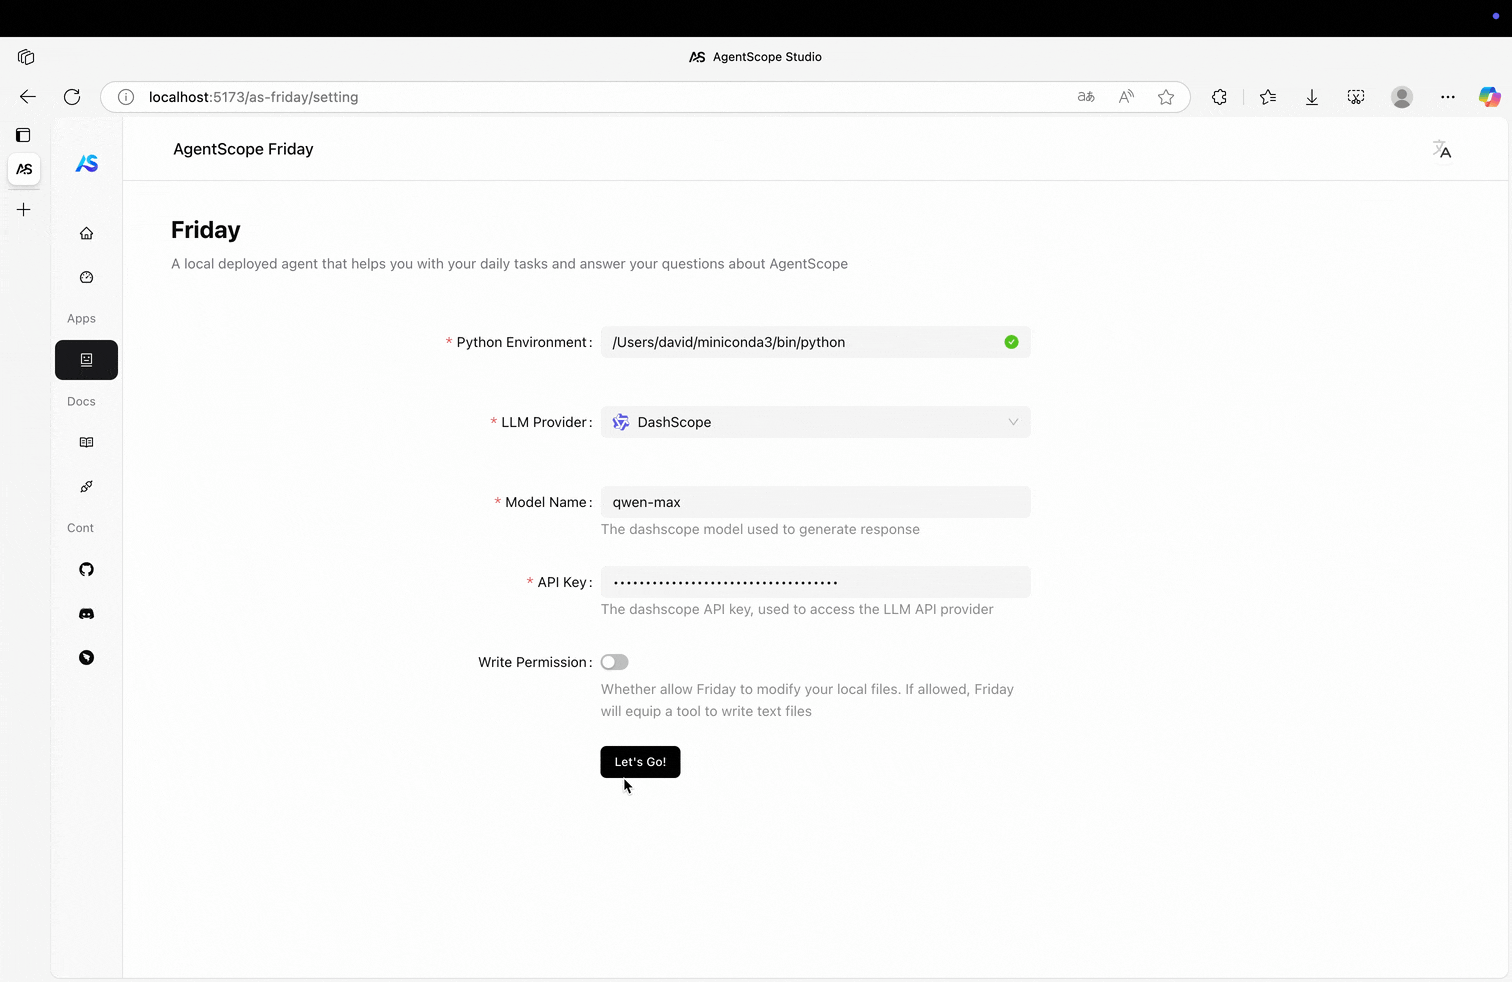 AS AgentScope Studio
localhost:5173/as-friday/setting
AS
AS
AgentScope Friday
Apps
Docs
Cont
Friday
A local deployed agent that helps you with your daily tasks and answer your questions about AgentScope
* Python Environment: /Users/david/miniconda3/bin/python
* LLM Provider: DashScope
* Model Name: qwen-max
The dashscope model used to generate response
* API Key: •••••••••••••••••••••••••••••••••••
The dashscope API key, used to access the LLM API provider
Write Permission:
Whether allow Friday to modify your local files. If allowed, Friday
will equip a tool to write text files
Let's Go!